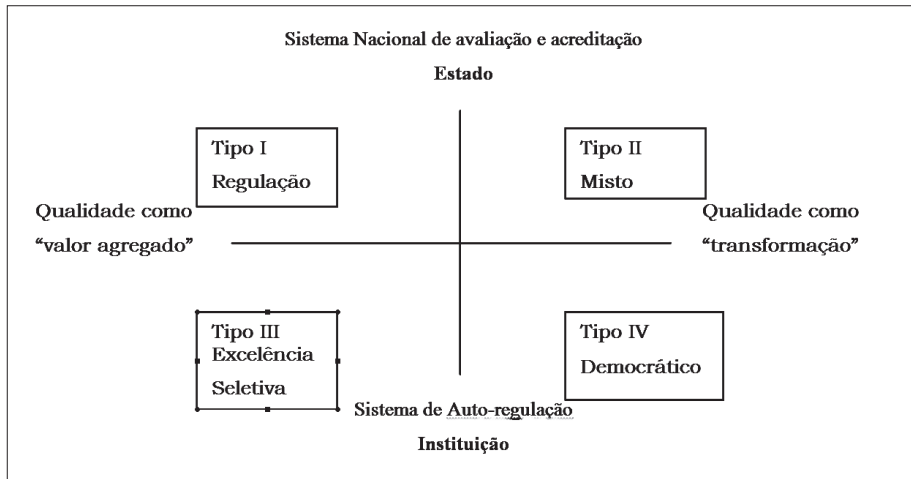 Sistema Nacional de avaliação e acreditação
Estado
Tipo I
Regulação
Tipo II
Misto
Qualidade como
“valor agregado”
Qualidade como
“transformação”
Tipo III
Excelência
Seletiva
Tipo IV
Democrático
Sistema de Auto-regulação
Instituição